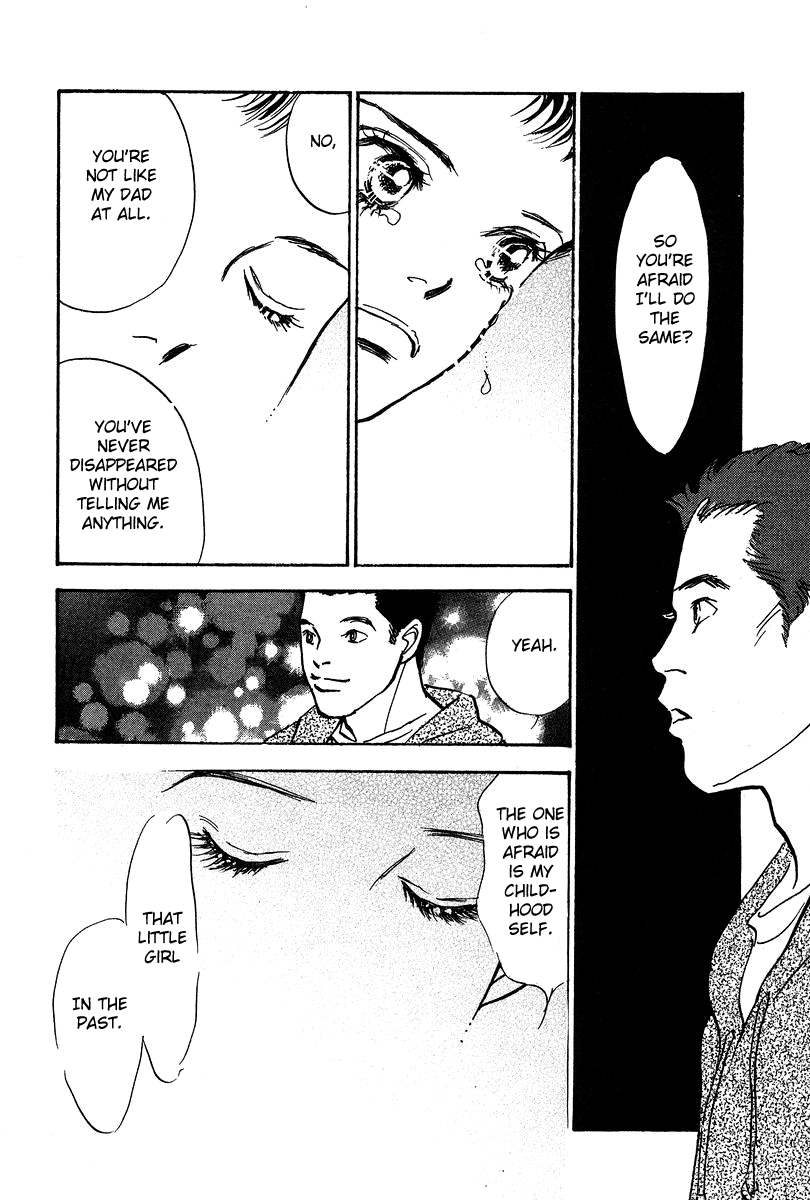 SO
YOU'RE
AFRAID
I'LL DO
THE
SAME?
NO,
YOU'RE
NOT LIKE
MY DAD
AT ALL.
YOU'VE
NEVER
DISAPPEARED
WITHOUT
TELLING ME
ANYTHING.
YEAH.
THE ONE
WHO IS
AFRAID
IS MY
CHILD-
HOOD
SELF.
THAT
LITTLE
GIRL
IN THE
PAST.